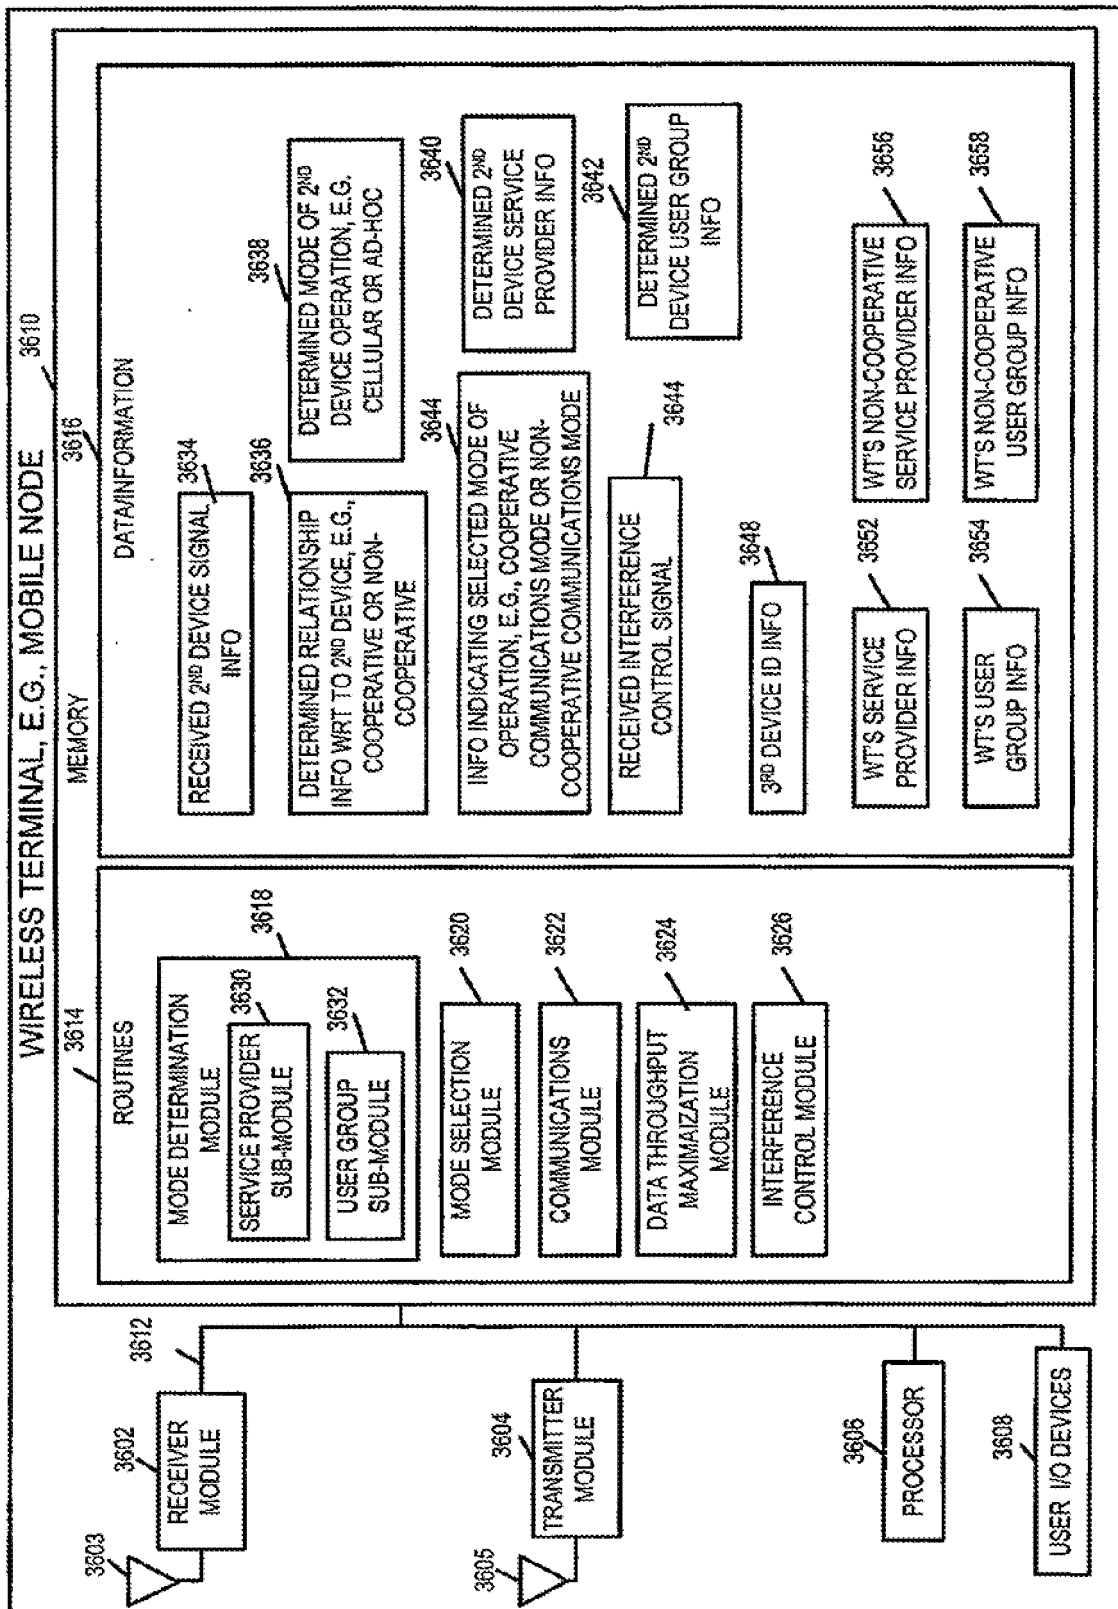 WIRELESS TERMINAL, E.G., MOBILE NODE
3610
MEMORY
3614
3616
ROUTINES
MODE DETERMINATION
MODULE
3618
SERVICE PROVIDER
SUB-MODULE
3630
USER GROUP
SUB-MODULE
3632
MODE SELECTION
MODULE
3620
COMMUNICATIONS
MODULE
3622
DATA THROUGHPUT
MAXIMAIZATION
MODULE
3624
INTERFERENCE
CONTROL MODULE
3626
DATA/INFORMATION
RECEIVED 2ND DEVICE SIGNAL
INFO
3634
DETERMINED RELATIONSHIP
INFO WRT TO 2ND DEVICE, E.G.,
COOPERATIVE OR NON-
COOPERATIVE
3636
DETERMINED MODE OF 2ND
DEVICE OPERATION, E.G.
CELLULAR OR AD-HOC
3638
INFO INDICATING SELECTED MODE OF
OPERATION, E.G., COOPERATIVE
COMMUNICATIONS MODE OR NON-
COOPERATIVE COMMUNICATIONS MODE
3644
DETERMINED 2ND
DEVICE SERVICE
PROVIDER INFO
3640
RECEIVED INTERFERENCE
CONTROL SIGNAL
3644
DETERMINED 2ND
DEVICE USER GROUP
INFO
3642
3RD DEVICE ID INFO
3648
WT'S SERVICE
PROVIDER INFO
3652
WT'S NON-COOPERATIVE
SERVICE PROVIDER INFO
3656
WT'S USER
GROUP INFO
3654
WT'S NON-COOPERATIVE
USER GROUP INFO
3658
3603
3602
RECEIVER
MODULE
3612
3605
3604
TRANSMITTER
MODULE
3606
PROCESSOR
3608
USER I/O DEVICES